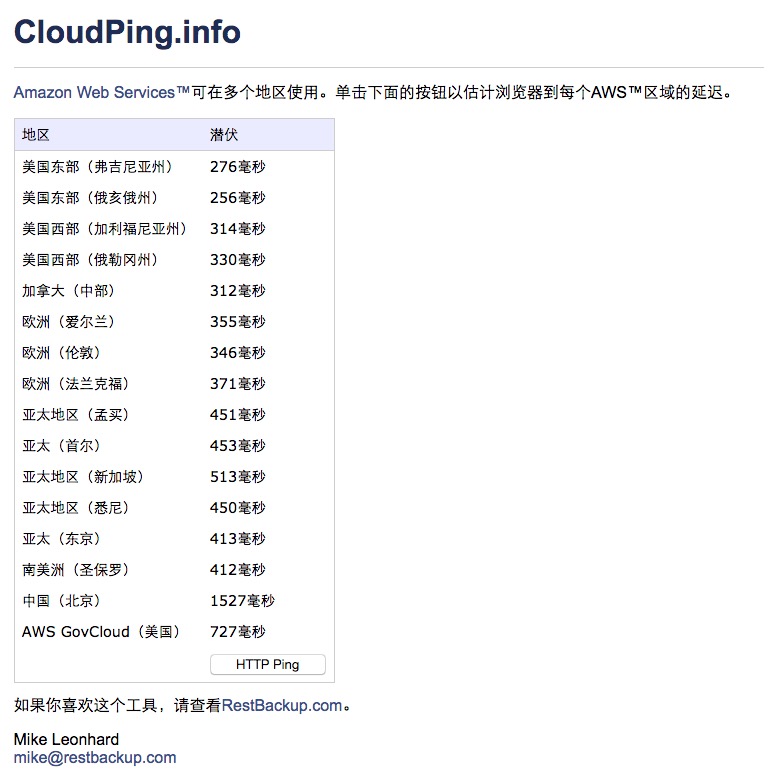 CloudPing.info
Amazon Web Services™可在多个地区使用。单击下面的按钮以估计浏览器到每个AWS™区域的延迟。
地区 潜伏
美国东部（弗吉尼亚州） 276毫秒
美国东部（俄亥俄州） 256毫秒
美国西部（加利福尼亚州） 314毫秒
美国西部（俄勒冈州） 330毫秒
加拿大（中部） 312毫秒
欧洲（爱尔兰） 355毫秒
欧洲（伦敦） 346毫秒
欧洲（法兰克福） 371毫秒
亚太地区（孟买） 451毫秒
亚太（首尔） 453毫秒
亚太地区（新加坡） 513毫秒
亚太地区（悉尼） 450毫秒
亚太（东京） 413毫秒
南美洲（圣保罗） 412毫秒
中国（北京） 1527毫秒
AWS GovCloud（美国） 727毫秒
HTTP Ping
如果你喜欢这个工具，请查看RestBackup.com。
Mike Leonhard
mike@restbackup.com